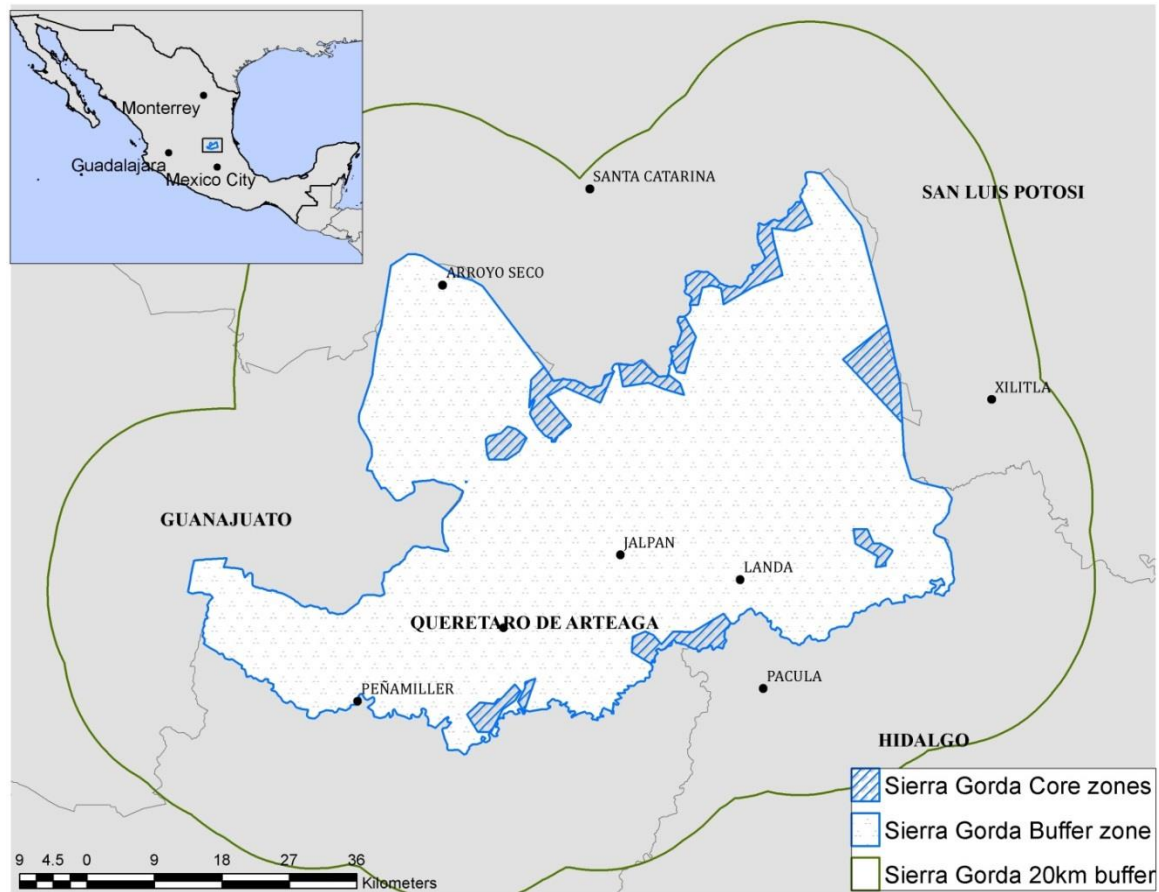 Monterrey
Guadalajara
Mexico City
SANTA CATARINA
SAN LUIS POTOSI
ARROYO SECO
XILITLA
GUANAJUATO
JALPAN
LANDA
QUERETARO DE ARTEAGA
PEÑAMILLER
PACULA
HIDALGO
Sierra Gorda Core zones
Sierra Gorda Buffer zone
Sierra Gorda 20km buffer
9 4.5 0 9 18 27 36
Kilometers